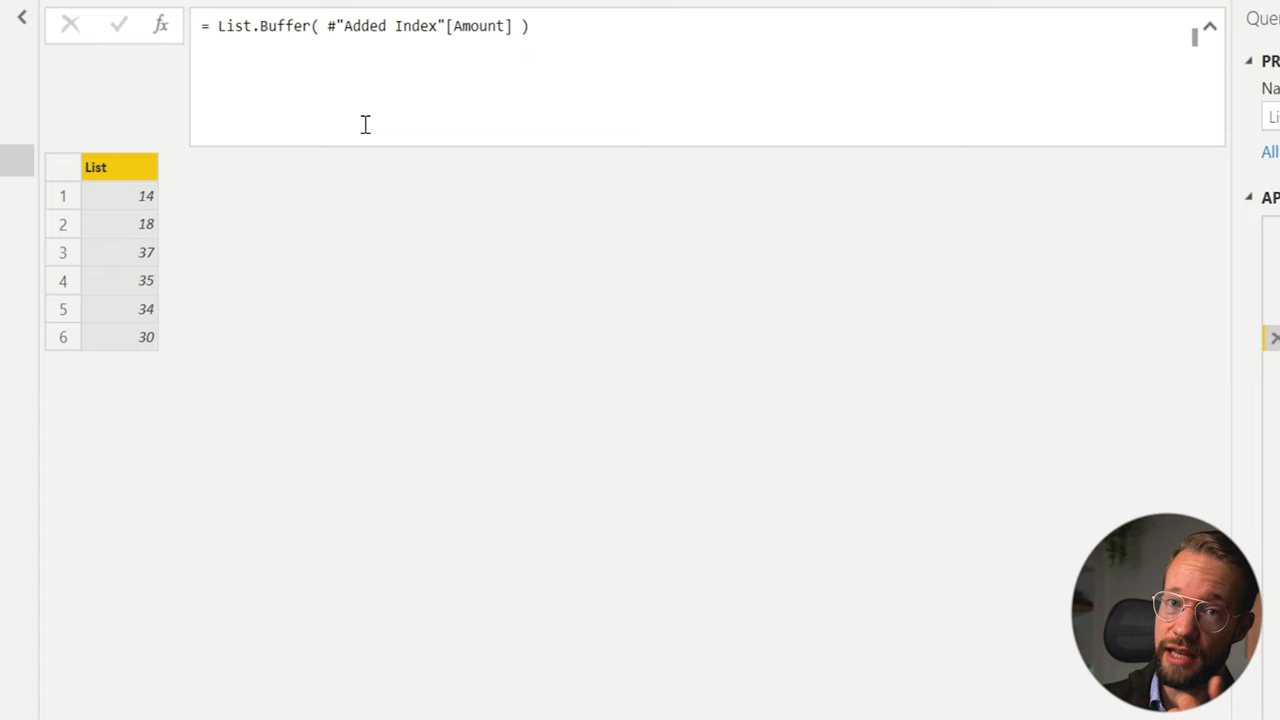 = List.Buffer( #"Added Index"[Amount] )
Quer
PR
Na
Li
All
AP
List
1 14
2 18
3 37
4 35
5 34
6 30